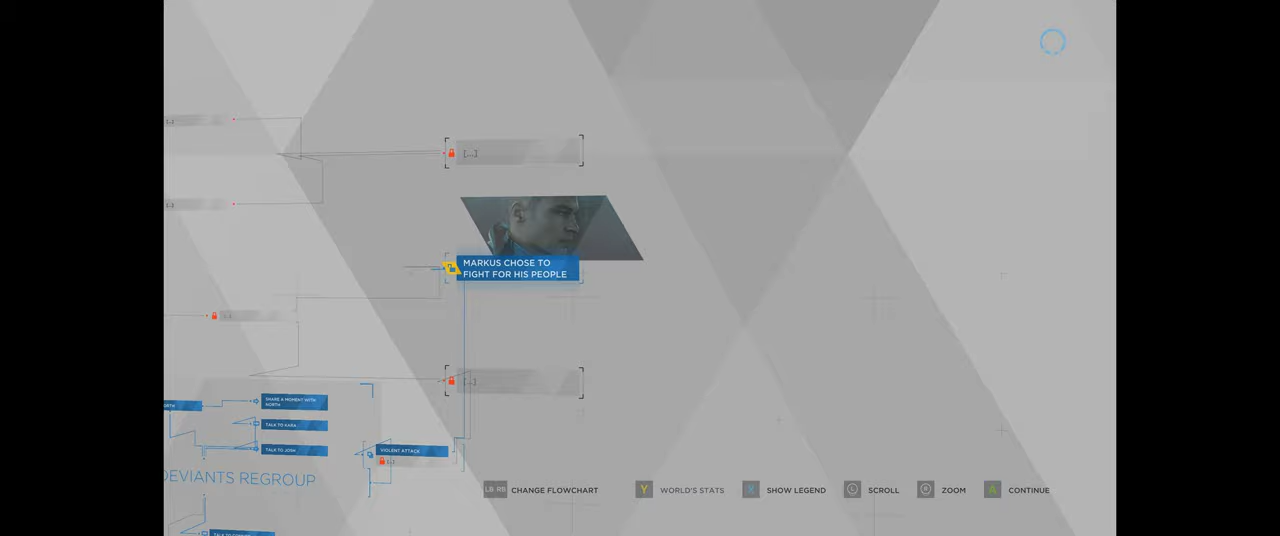 [...]
MARKUS CHOSE TO
FIGHT FOR HIS PEOPLE
[...]
SHARE A MOMENT WITH
NORTH
TALK TO KARA
TALK TO JOSH
VIOLENT ATTACK
[...]
DEVIANTS REGROUP
LB RB CHANGE FLOWCHART
Y WORLD'S STATS
X SHOW LEGEND
L SCROLL
R ZOOM
A CONTINUE